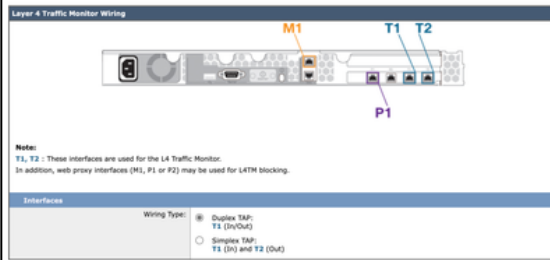 Layer 4 Traffic Monitor Wiring
M1
T1 T2
P1
Note:
T1, T2 : These interfaces are used for the L4 Traffic Monitor.
In addition, web proxy interfaces (M1, P1 or P2) may be used for L4TM blocking.
Interfaces
Wiring Type:
Duplex TAP:
T1 (In/Out)
Simplex TAP:
T1 (In) and T2 (Out)